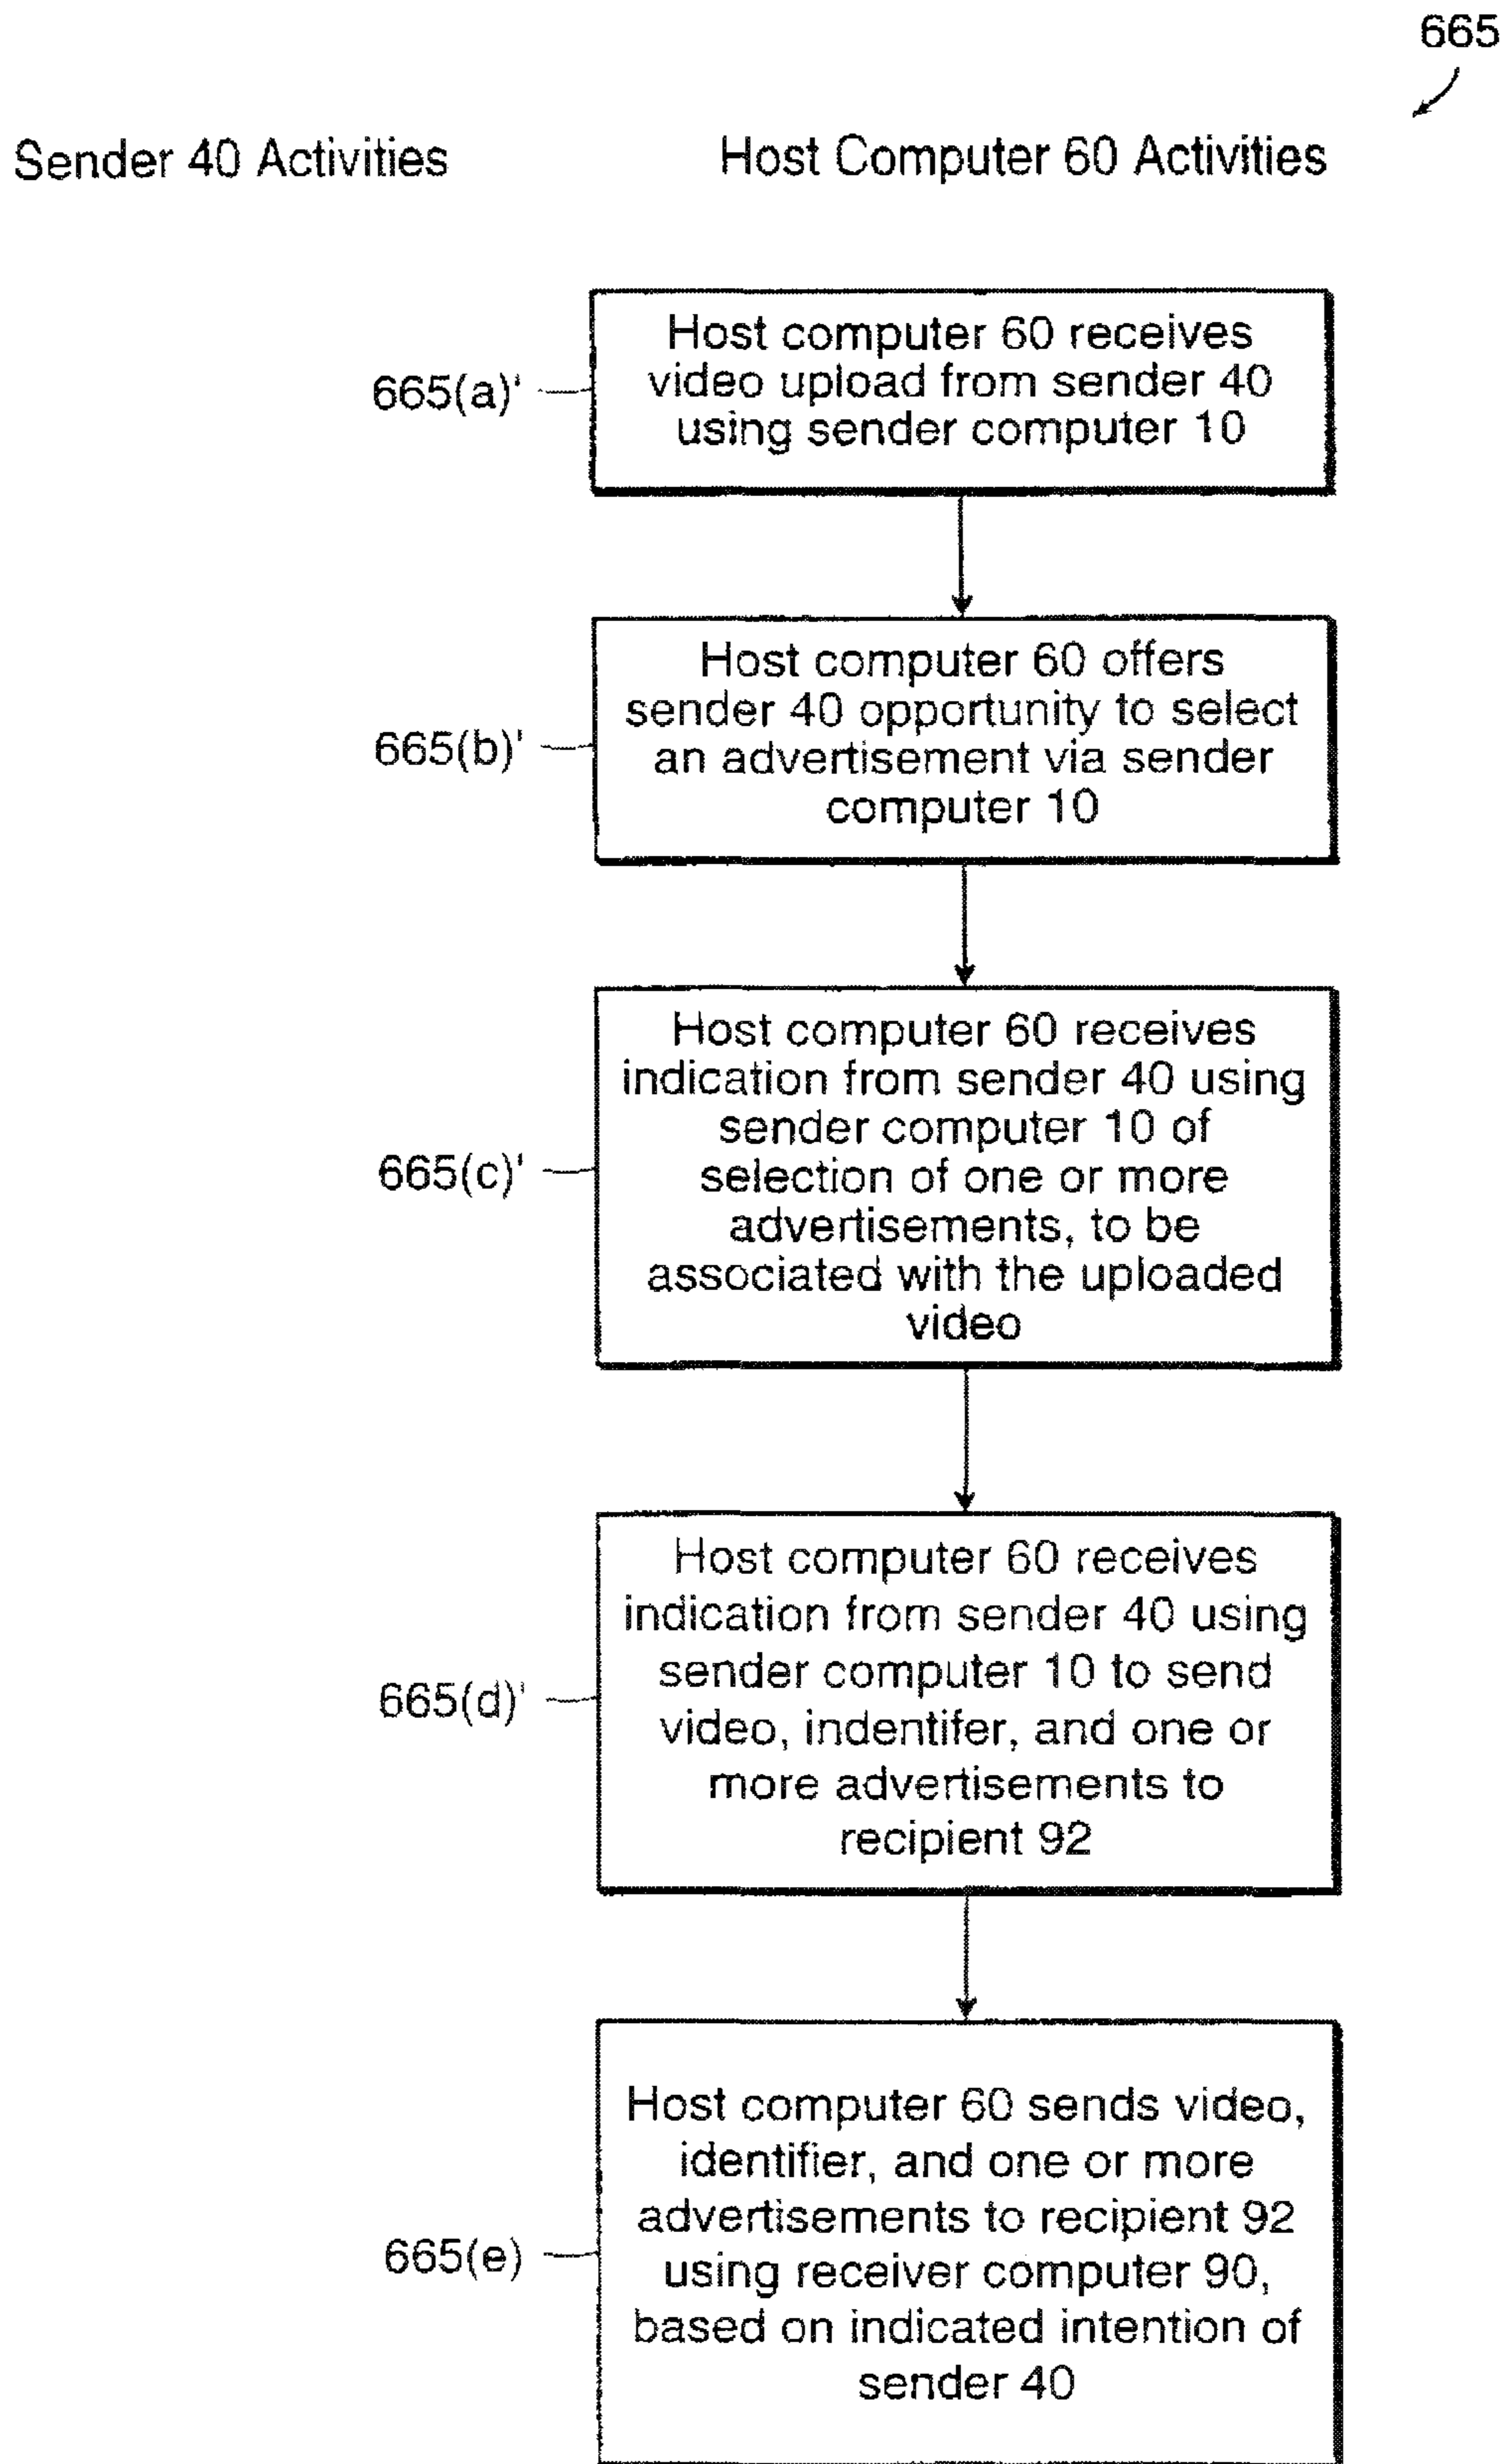 665
Sender 40 Activities
Host Computer 60 Activities
665(a)'
Host computer 60 receives
video upload from sender 40
using sender computer 10
665(b)'
Host computer 60 offers
sender 40 opportunity to select
an advertisement via sender
computer 10
665(c)'
Host computer 60 receives
indication from sender 40 using
sender computer 10 of
selection of one or more
advertisements, to be
associated with the uploaded
video
665(d)'
Host computer 60 receives
indication from sender 40 using
sender computer 10 to send
video, indentifer, and one or
more advertisements to
recipient 92
665(e)
Host computer 60 sends video,
identifier, and one or more
advertisements to recipient 92
using receiver computer 90,
based on indicated intention of
sender 40